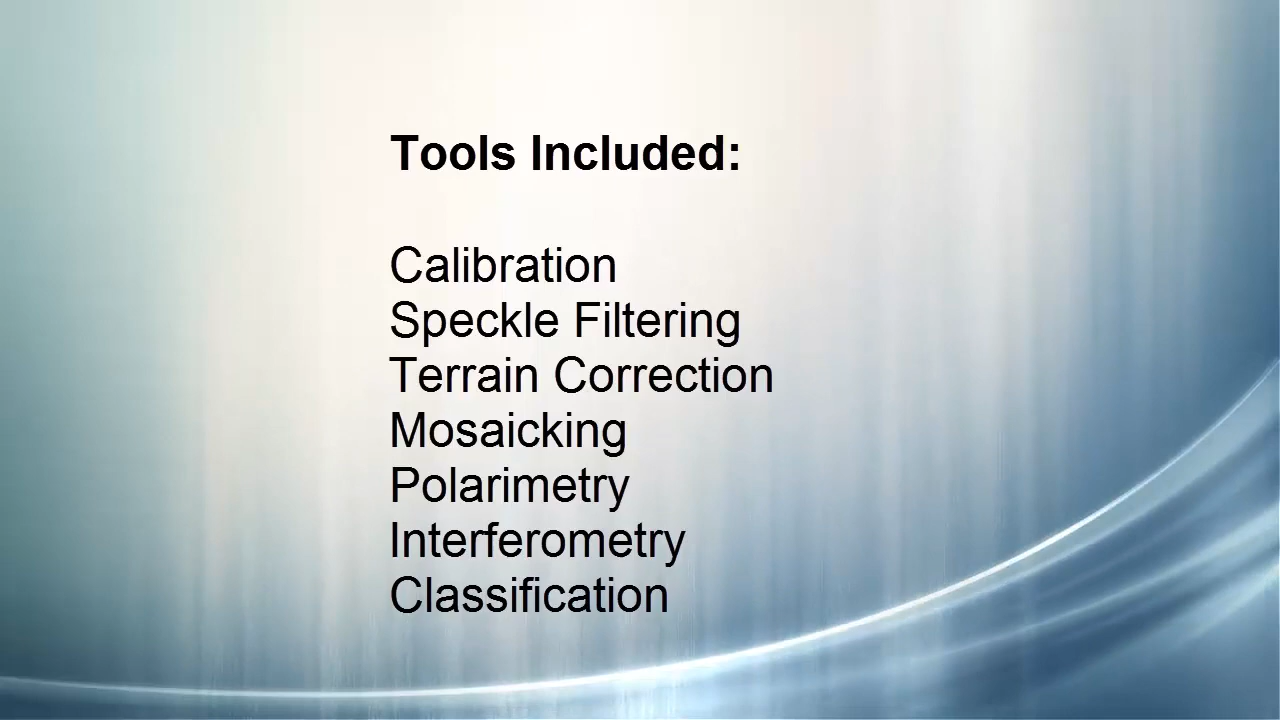 Tools Included:
Calibration
Speckle Filtering
Terrain Correction
Mosaicking
Polarimetry
Interferometry
Classification